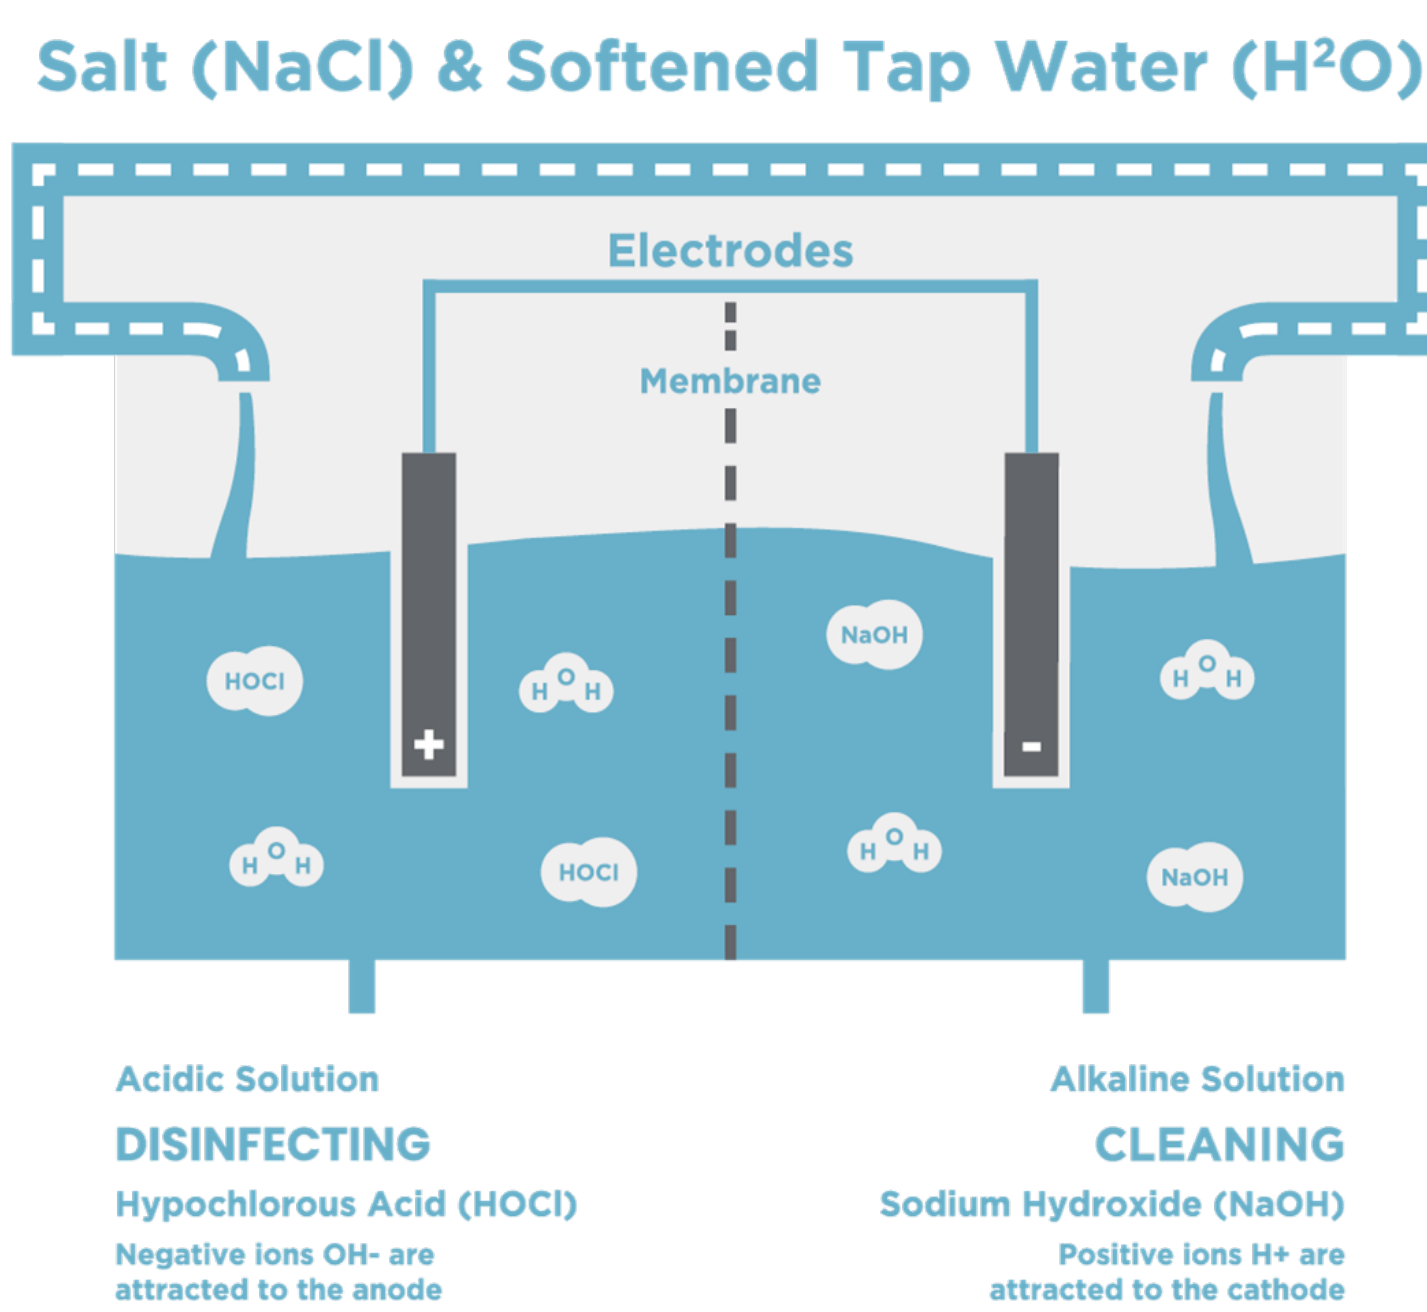 Salt (NaCl) & Softened Tap Water (H²O)
Electrodes
Membrane
NaOH
HOCl
H O H
H O H
+
-
H O H
H O H
HOCl
NaOH
Acidic Solution
DISINFECTING
Hypochlorous Acid (HOCl)
Negative ions OH- are
attracted to the anode
Alkaline Solution
CLEANING
Sodium Hydroxide (NaOH)
Positive ions H+ are
attracted to the cathode